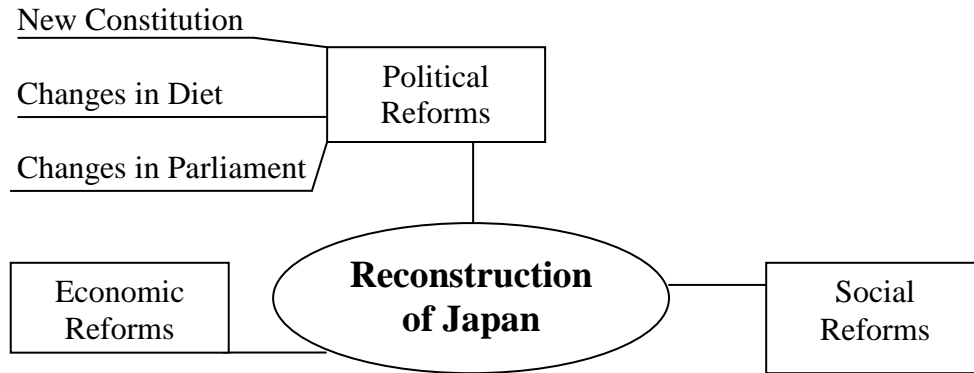 New Constitution
Changes in Diet
Changes in Parliament
Political
Reforms
Reconstruction
of Japan
Economic
Reforms
Social
Reforms